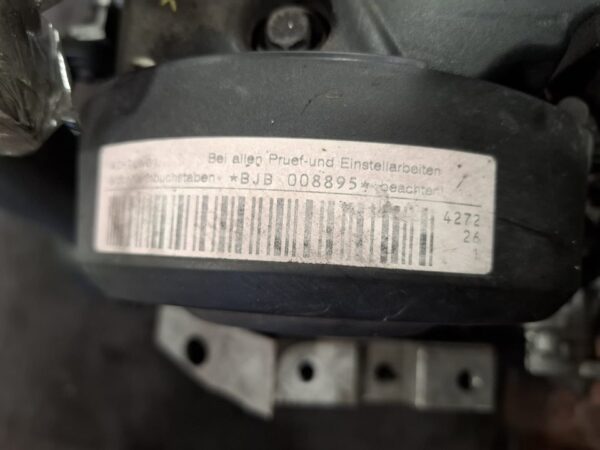 Bei allen Pruef-und Einstellarbeiten
*BJB 008895* beachten
4272
26
1